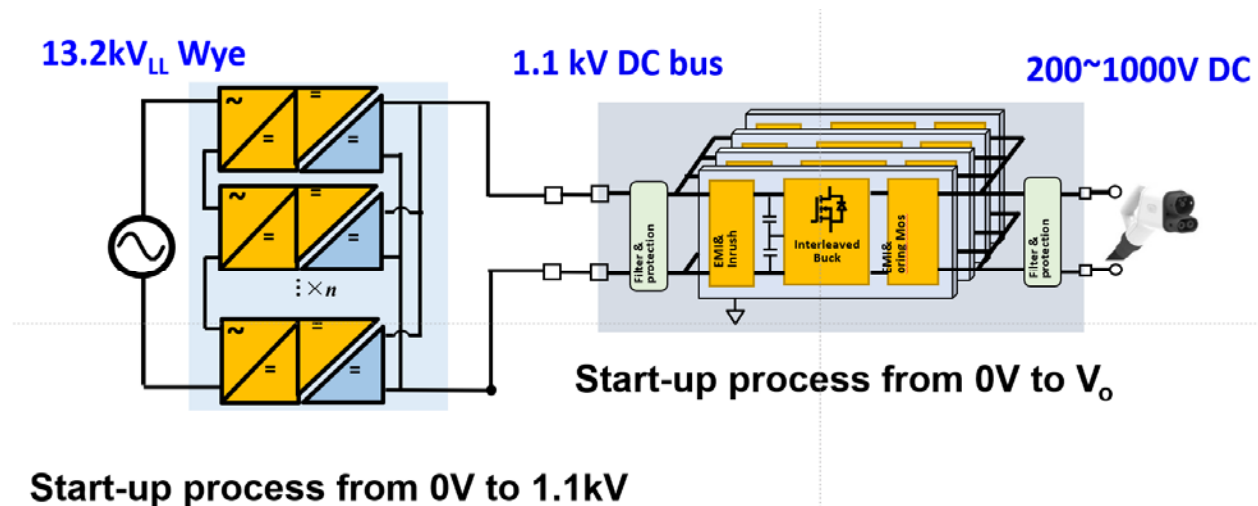 13.2kVLL Wye
1.1 kV DC bus
200~1000V DC
~
=
=
=
~
=
=
=
⋮×n
~
=
=
=
Filter &
protection
EMI&
Inrush
Interleaved
Buck
EMI&
oring Mos
Filter &
protection
Start-up process from 0V to Vo
Start-up process from 0V to 1.1kV